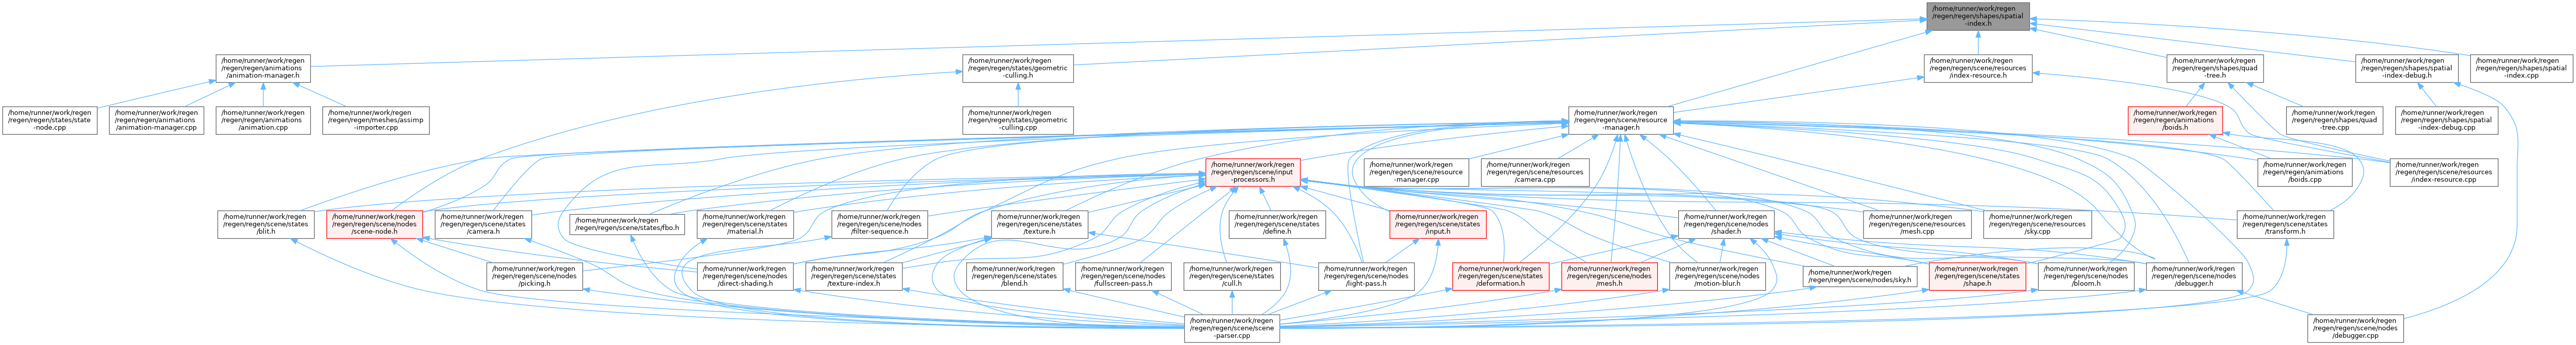 /home/runner/work/regen
/regen/regen/shapes/spatial
-index.h
/home/runner/work/regen
/regen/regen/animations
/animation-manager.h
/home/runner/work/regen
/regen/regen/states/geometric
-culling.h
/home/runner/work/regen
/regen/regen/scene/resources
/index-resource.h
/home/runner/work/regen
/regen/regen/shapes/quad
-tree.h
/home/runner/work/regen
/regen/regen/shapes/spatial
-index-debug.h
/home/runner/work/regen
/regen/regen/shapes/spatial
-index.cpp
/home/runner/work/regen
/regen/regen/states/state
-node.cpp
/home/runner/work/regen
/regen/regen/animations
/animation-manager.cpp
/home/runner/work/regen
/regen/regen/animations
/animation.cpp
/home/runner/work/regen
/regen/regen/meshes/assimp
-importer.cpp
/home/runner/work/regen
/regen/regen/states/geometric
-culling.cpp
/home/runner/work/regen
/regen/regen/scene/resource
-manager.h
/home/runner/work/regen
/regen/regen/animations
/boids.h
/home/runner/work/regen
/regen/regen/shapes/quad
-tree.cpp
/home/runner/work/regen
/regen/regen/shapes/spatial
-index-debug.cpp
/home/runner/work/regen
/regen/regen/scene/input
-processors.h
/home/runner/work/regen
/regen/regen/scene/resource
-manager.cpp
/home/runner/work/regen
/regen/regen/scene/resources
/camera.cpp
/home/runner/work/regen
/regen/regen/animations
/boids.cpp
/home/runner/work/regen
/regen/regen/scene/resources
/index-resource.cpp
/home/runner/work/regen
/regen/regen/scene/states
/blit.h
/home/runner/work/regen
/regen/regen/scene/nodes
/scene-node.h
/home/runner/work/regen
/regen/regen/scene/states
/camera.h
/home/runner/work/regen
/regen/regen/scene/states/fbo.h
/home/runner/work/regen
/regen/regen/scene/states
/material.h
/home/runner/work/regen
/regen/regen/scene/nodes
/filter-sequence.h
/home/runner/work/regen
/regen/regen/scene/states
/texture.h
/home/runner/work/regen
/regen/regen/scene/states
/define.h
/home/runner/work/regen
/regen/regen/scene/states
/input.h
/home/runner/work/regen
/regen/regen/scene/nodes
/shader.h
/home/runner/work/regen
/regen/regen/scene/resources
/mesh.cpp
/home/runner/work/regen
/regen/regen/scene/resources
/sky.cpp
/home/runner/work/regen
/regen/regen/scene/states
/transform.h
/home/runner/work/regen
/regen/regen/scene/nodes
/picking.h
/home/runner/work/regen
/regen/regen/scene/nodes
/direct-shading.h
/home/runner/work/regen
/regen/regen/scene/states
/texture-index.h
/home/runner/work/regen
/regen/regen/scene/states
/blend.h
/home/runner/work/regen
/regen/regen/scene/nodes
/fullscreen-pass.h
/home/runner/work/regen
/regen/regen/scene/states
/cull.h
/home/runner/work/regen
/regen/regen/scene/nodes
/light-pass.h
/home/runner/work/regen
/regen/regen/scene/states
/deformation.h
/home/runner/work/regen
/regen/regen/scene/nodes
/mesh.h
/home/runner/work/regen
/regen/regen/scene/nodes
/motion-blur.h
/home/runner/work/regen
/regen/regen/scene/nodes/sky.h
/home/runner/work/regen
/regen/regen/scene/states
/shape.h
/home/runner/work/regen
/regen/regen/scene/nodes
/bloom.h
/home/runner/work/regen
/regen/regen/scene/nodes
/debugger.h
/home/runner/work/regen
/regen/regen/scene/scene
-parser.cpp
/home/runner/work/regen
/regen/regen/scene/nodes
/debugger.cpp